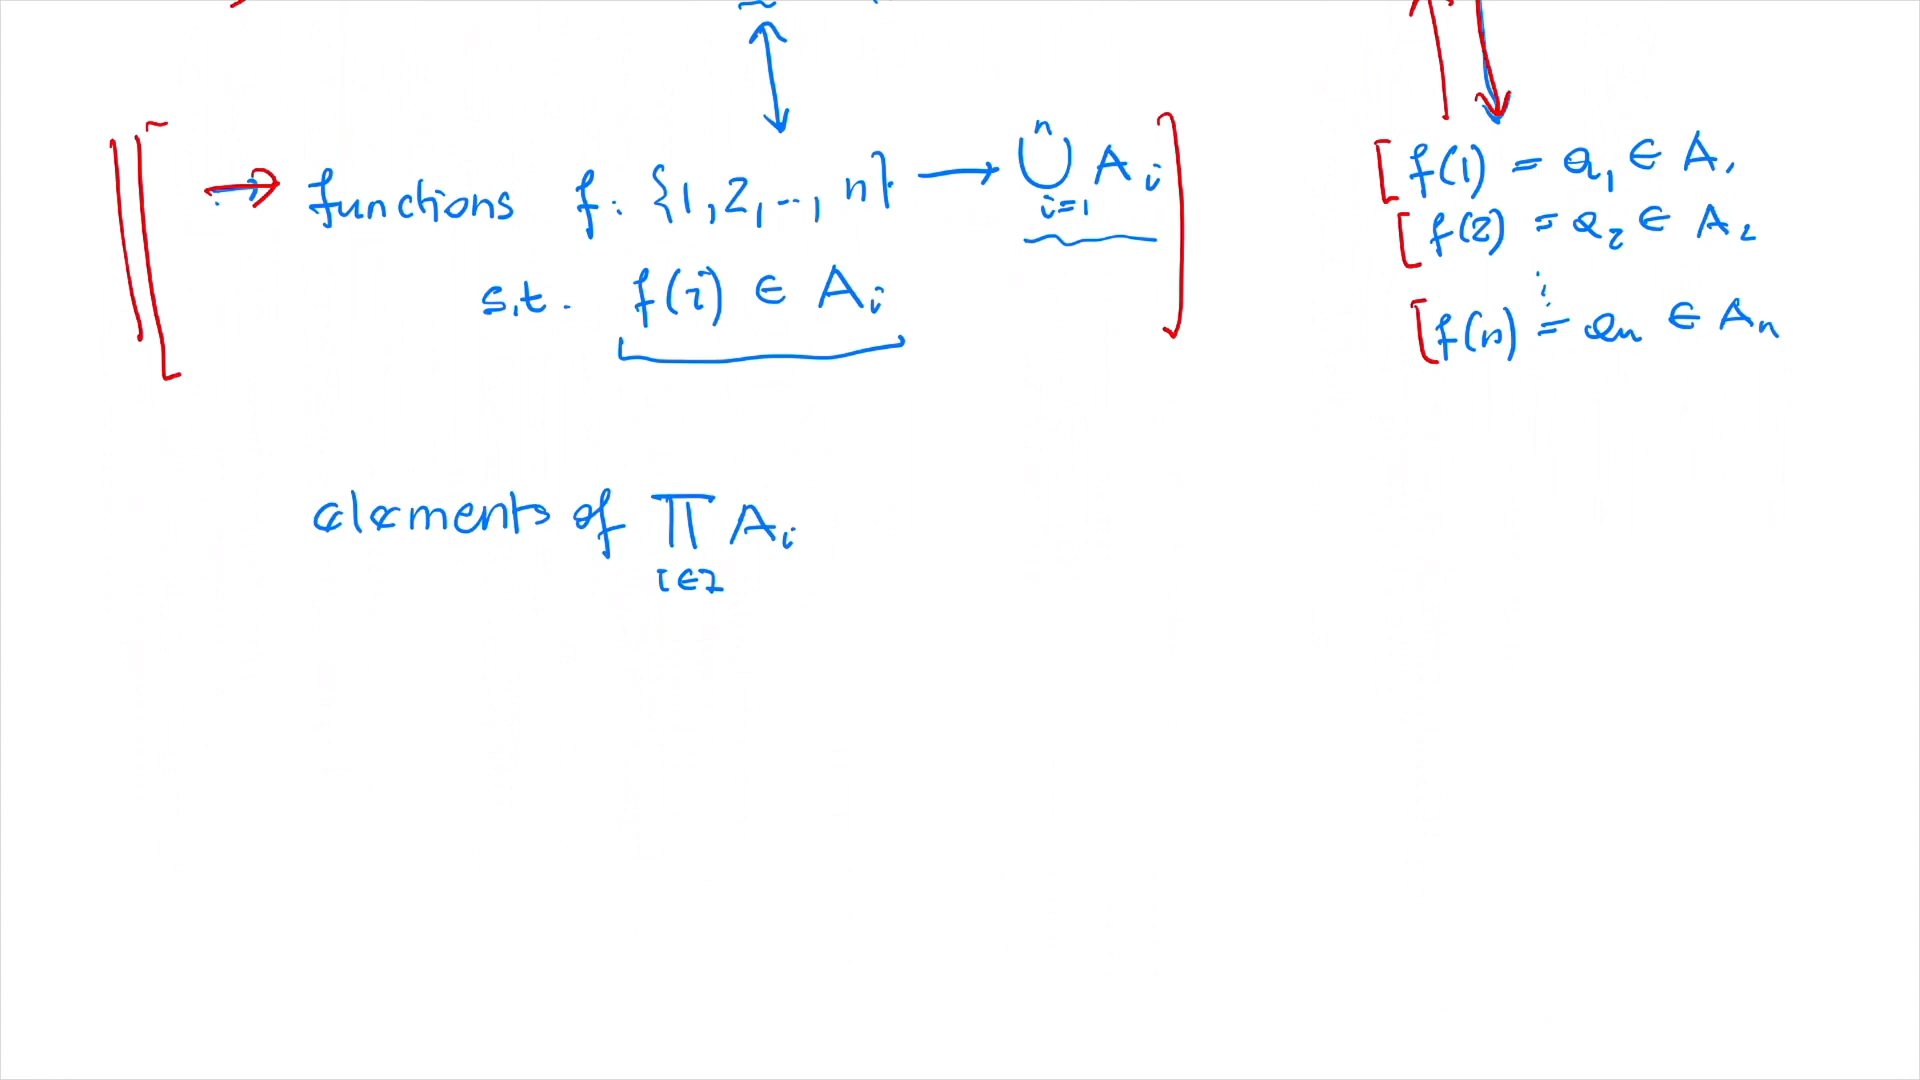 functions f: {1,2,..., n} → ⋃_{i=1}^{n} A_i
s.t. f(i) ∈ A_i
[f(1) = a_1 ∈ A_1
[f(2) = a_2 ∈ A_2
⋮
[f(n) = a_n ∈ A_n
elements of ∏_{i∈I} A_i